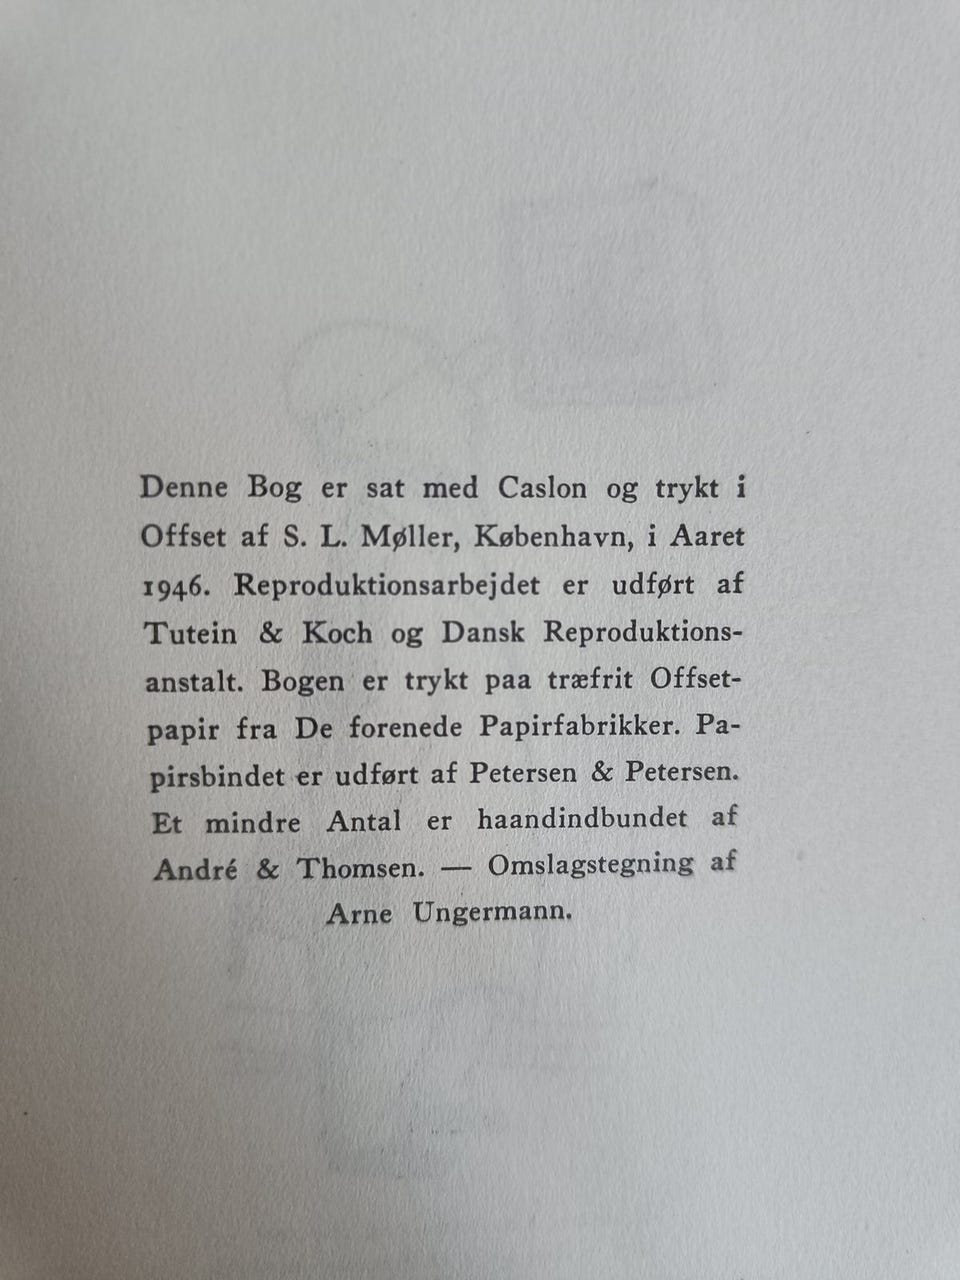 Denne Bog er sat med Caslon og trykt i
Offset af S. L. Møller, København, i Aaret
1946. Reproduktionsarbejdet er udført af
Tutein & Koch og Dansk Reproduktions-
anstalt. Bogen er trykt paa træfrit Offset-
papir fra De forenede Papirfabrikker. Pa-
pirsbindet er udført af Petersen & Petersen.
Et mindre Antal er haandindbundet af
André & Thomsen. — Omslagstegning af
Arne Ungermann.